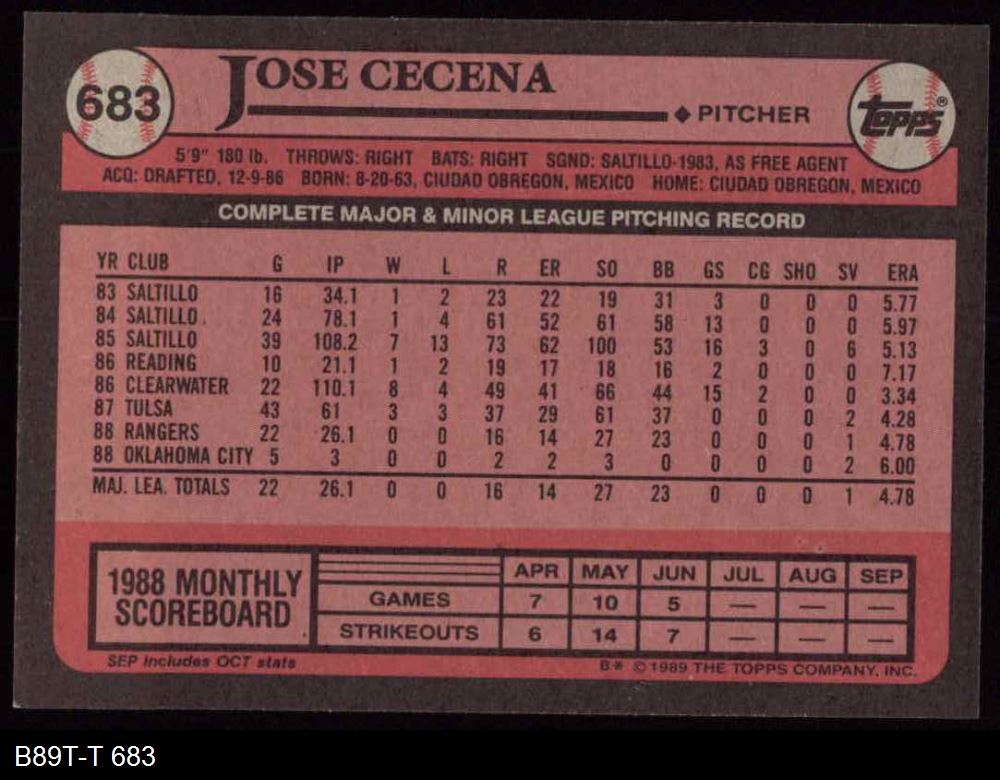 683
JOSE CECENA
◆ PITCHER
TOPPS®
5'9" 180 lb. THROWS: RIGHT BATS: RIGHT SGND: SALTILLO-1983, AS FREE AGENT
ACQ: DRAFTED, 12-9-86 BORN: 8-20-63, CIUDAD OBREGON, MEXICO HOME: CIUDAD OBREGON, MEXICO
COMPLETE MAJOR & MINOR LEAGUE PITCHING RECORD
YR CLUB G IP W L R ER SO BB GS CG SHO SV ERA
83 SALTILLO 16 34.1 1 2 23 22 19 31 3 0 0 0 5.77
84 SALTILLO 24 78.1 1 4 61 52 61 58 13 0 0 0 5.97
85 SALTILLO 39 108.2 7 13 73 62 100 53 16 3 0 6 5.13
86 READING 10 21.1 1 2 19 17 18 16 2 0 0 0 7.17
86 CLEARWATER 22 110.1 8 4 49 41 66 44 15 2 0 0 3.34
87 TULSA 43 61 3 3 37 29 61 37 0 0 0 2 4.28
88 RANGERS 22 26.1 0 0 16 14 27 23 0 0 0 1 4.78
88 OKLAHOMA CITY 5 3 0 0 2 2 3 0 0 0 0 2 6.00
MAJ. LEA. TOTALS 22 26.1 0 0 16 14 27 23 0 0 0 1 4.78
1988 MONTHLY
SCOREBOARD
APR MAY JUN JUL AUG SEP
GAMES 7 10 5 — — —
STRIKEOUTS 6 14 7 — — —
SEP includes OCT stats
B* © 1989 THE TOPPS COMPANY, INC.
B89T-T 683